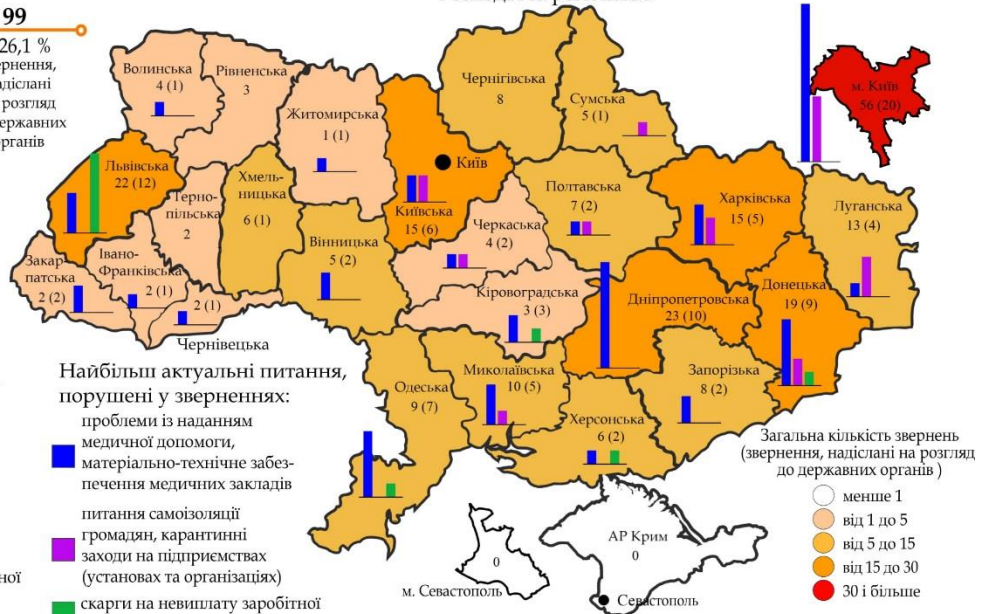 99
26,1 %
м. Київ
56 (20)
Волинська
4 (1)
Рівненська
3
Житомирська
1 (1)
Чернігівська
8
Сумська
5 (1)
Київ
Київська
15 (6)
Львівська
22 (12)
Терно-
пільська
2
Хмель-
ницька
6 (1)
Вінницька
5 (2)
Черкаська
4 (2)
Полтавська
7 (2)
Харківська
15 (5)
Луганська
13 (4)
Закар-
патська
2 (2)
Івано-
Франківська
2 (1)
2 (1)
Чернівецька
Кіровоградська
3 (3)
Дніпропетровська
23 (10)
Донецька
19 (9)
Одеська
9 (7)
Миколаївська
10 (5)
Херсонська
6 (2)
Запорізька
8 (2)
Найбільш актуальні питання,
порушені у зверненнях:
проблеми із наданням
медичної допомоги,
матеріально-технічне забез-
печення медичних закладів
питання самоізоляції
громадян, карантинні
заходи на підприємствах
(установах та організаціях)
скарги на невиплату заробітної
0
м. Севастополь
АР Крим
0
Севастополь
Загальна кількість звернень
(звернення, надіслані на розгляд
до державних органів )
менше 1
від 1 до 5
від 5 до 15
від 15 до 30
30 і більше